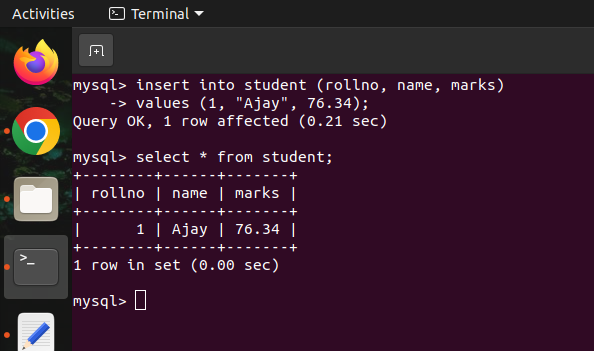 Activities Terminal
mysql> insert into student (rollno, name, marks)
    -> values (1, "Ajay", 76.34);
Query OK, 1 row affected (0.21 sec)
mysql> select * from student;
+--------+------+-------+
| rollno | name | marks |
+--------+------+-------+
|      1 | Ajay | 76.34 |
+--------+------+-------+
1 row in set (0.00 sec)
mysql>